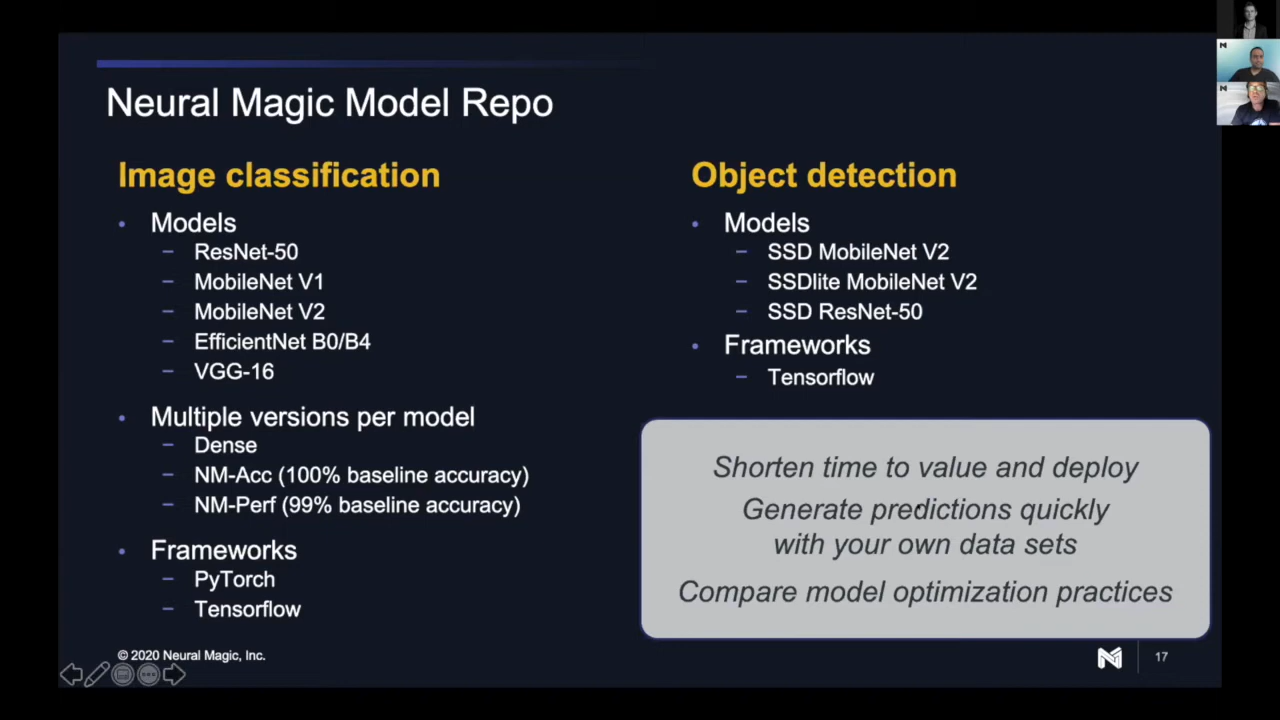 Neural Magic Model Repo
Image classification
• Models
– ResNet-50
– MobileNet V1
– MobileNet V2
– EfficientNet B0/B4
– VGG-16
• Multiple versions per model
– Dense
– NM-Acc (100% baseline accuracy)
– NM-Perf (99% baseline accuracy)
• Frameworks
– PyTorch
– Tensorflow
Object detection
• Models
– SSD MobileNet V2
– SSDlite MobileNet V2
– SSD ResNet-50
• Frameworks
– Tensorflow
Shorten time to value and deploy
Generate predictions quickly
with your own data sets
Compare model optimization practices
© 2020 Neural Magic, Inc.
17